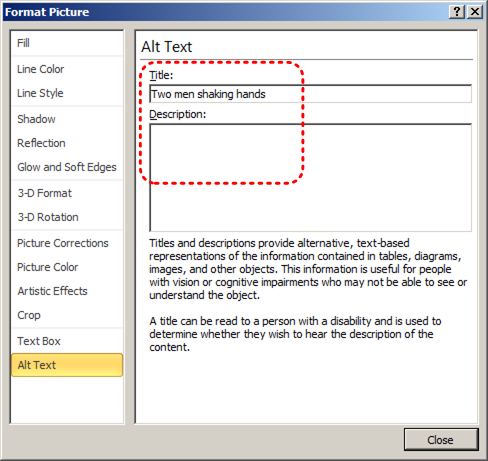 Format Picture
Fill
Line Color
Line Style
Shadow
Reflection
Glow and Soft Edges
3-D Format
3-D Rotation
Picture Corrections
Picture Color
Artistic Effects
Crop
Text Box
Alt Text
Alt Text
Title:
Two men shaking hands
Description:
Titles and descriptions provide alternative, text-based
representations of the information contained in tables, diagrams,
images, and other objects. This information is useful for people
with vision or cognitive impairments who may not be able to see or
understand the object.
A title can be read to a person with a disability and is used to
determine whether they wish to hear the description of the
content.
Close